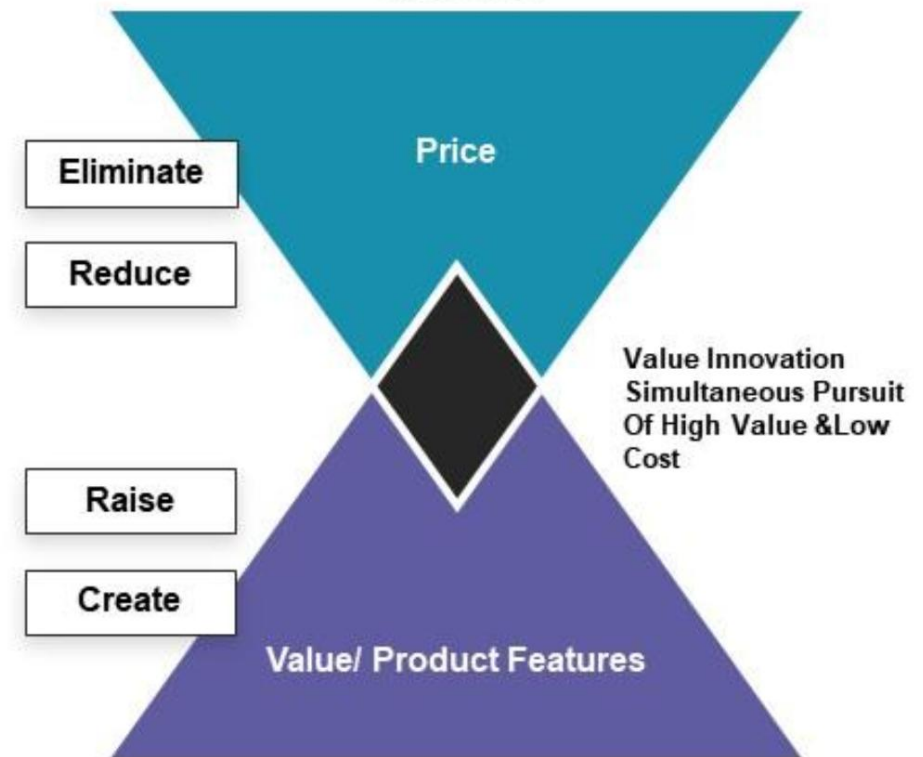 Price
Eliminate
Reduce
Value Innovation
Simultaneous Pursuit
Of High Value &Low
Cost
Raise
Create
Value/ Product Features